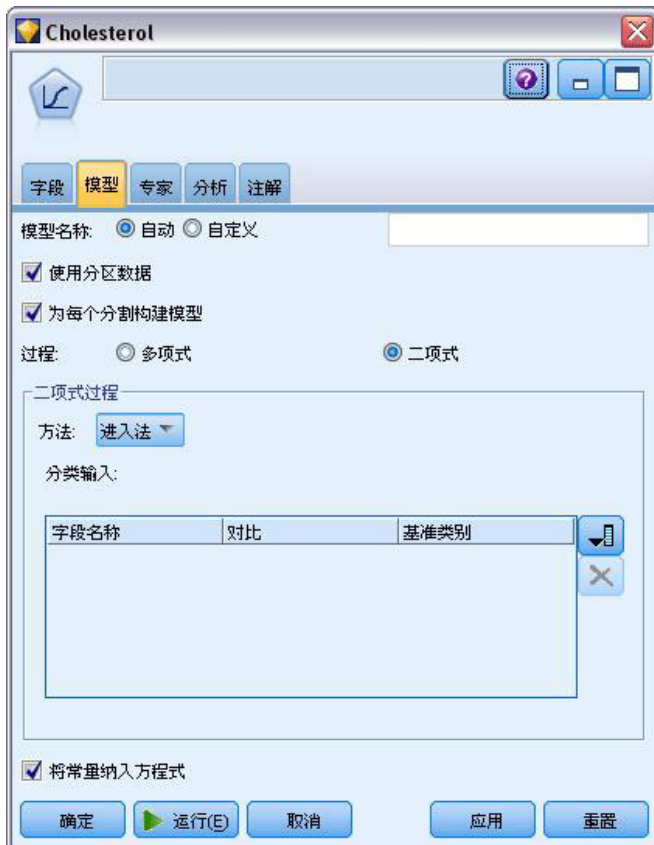 Cholesterol
字段 模型 专家 分析 注解
模型名称: 自动 自定义
使用分区数据
为每个分割构建模型
过程: 多项式 二项式
二项式过程
方法: 进入法
分类输入:
字段名称 对比 基准类别
将常量纳入方程式
确定 运行(E) 取消 应用 重置